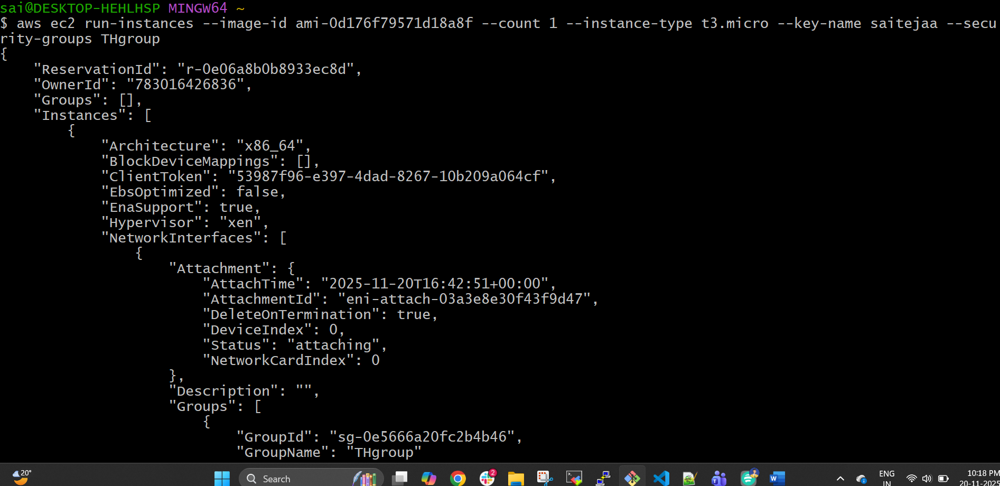 sai@DESKTOP-HEHLHSP MINGW64 ~
$ aws ec2 run-instances --image-id ami-0d176f79571d18a8f --count 1 --instance-type t3.micro --key-name saitejaa --secu
rity-groups THgroup
{
    "ReservationId": "r-0e06a8b0b8933ec8d",
    "OwnerId": "783016426836",
    "Groups": [],
    "Instances": [
        {
            "Architecture": "x86_64",
            "BlockDeviceMappings": [],
            "ClientToken": "53987f96-e397-4dad-8267-10b209a064cf",
            "EbsOptimized": false,
            "EnaSupport": true,
            "Hypervisor": "xen",
            "NetworkInterfaces": [
                {
                    "Attachment": {
                        "AttachTime": "2025-11-20T16:42:51+00:00",
                        "AttachmentId": "eni-attach-03a3e8e30f43f9d47",
                        "DeleteOnTermination": true,
                        "DeviceIndex": 0,
                        "Status": "attaching",
                        "NetworkCardIndex": 0
                    },
                    "Description": "",
                    "Groups": [
                        {
                            "GroupId": "sg-0e5666a20fc2b4b46",
                            "GroupName": "THgroup"
20°
Search
2
ENG
IN
10:18 PM
20-11-2025